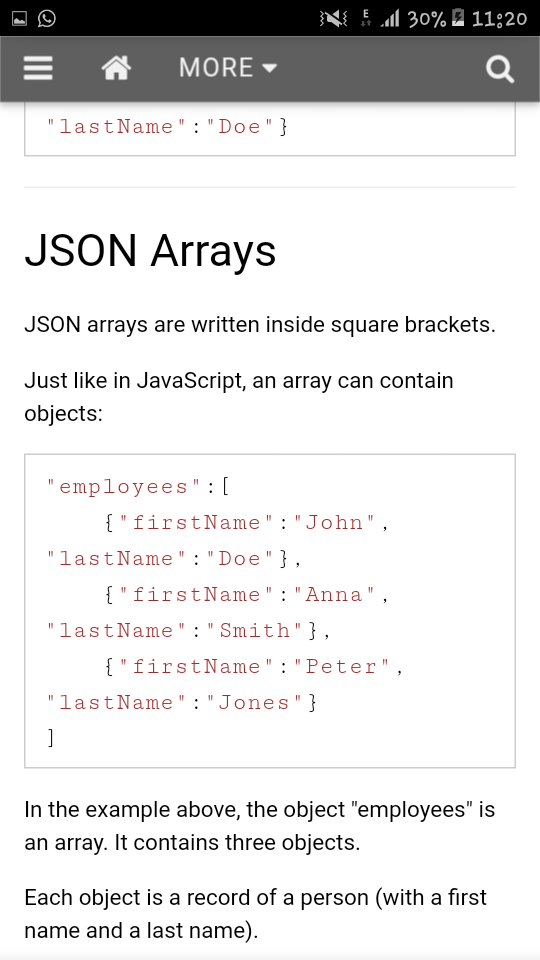 E 30% 11:20
MORE
"lastName":"Doe"}
JSON Arrays
JSON arrays are written inside square brackets.
Just like in JavaScript, an array can contain
objects:
"employees":[
    {"firstName":"John",
"lastName":"Doe"},
    {"firstName":"Anna",
"lastName":"Smith"},
    {"firstName":"Peter",
"lastName":"Jones"}
]
In the example above, the object "employees" is
an array. It contains three objects.
Each object is a record of a person (with a first
name and a last name).